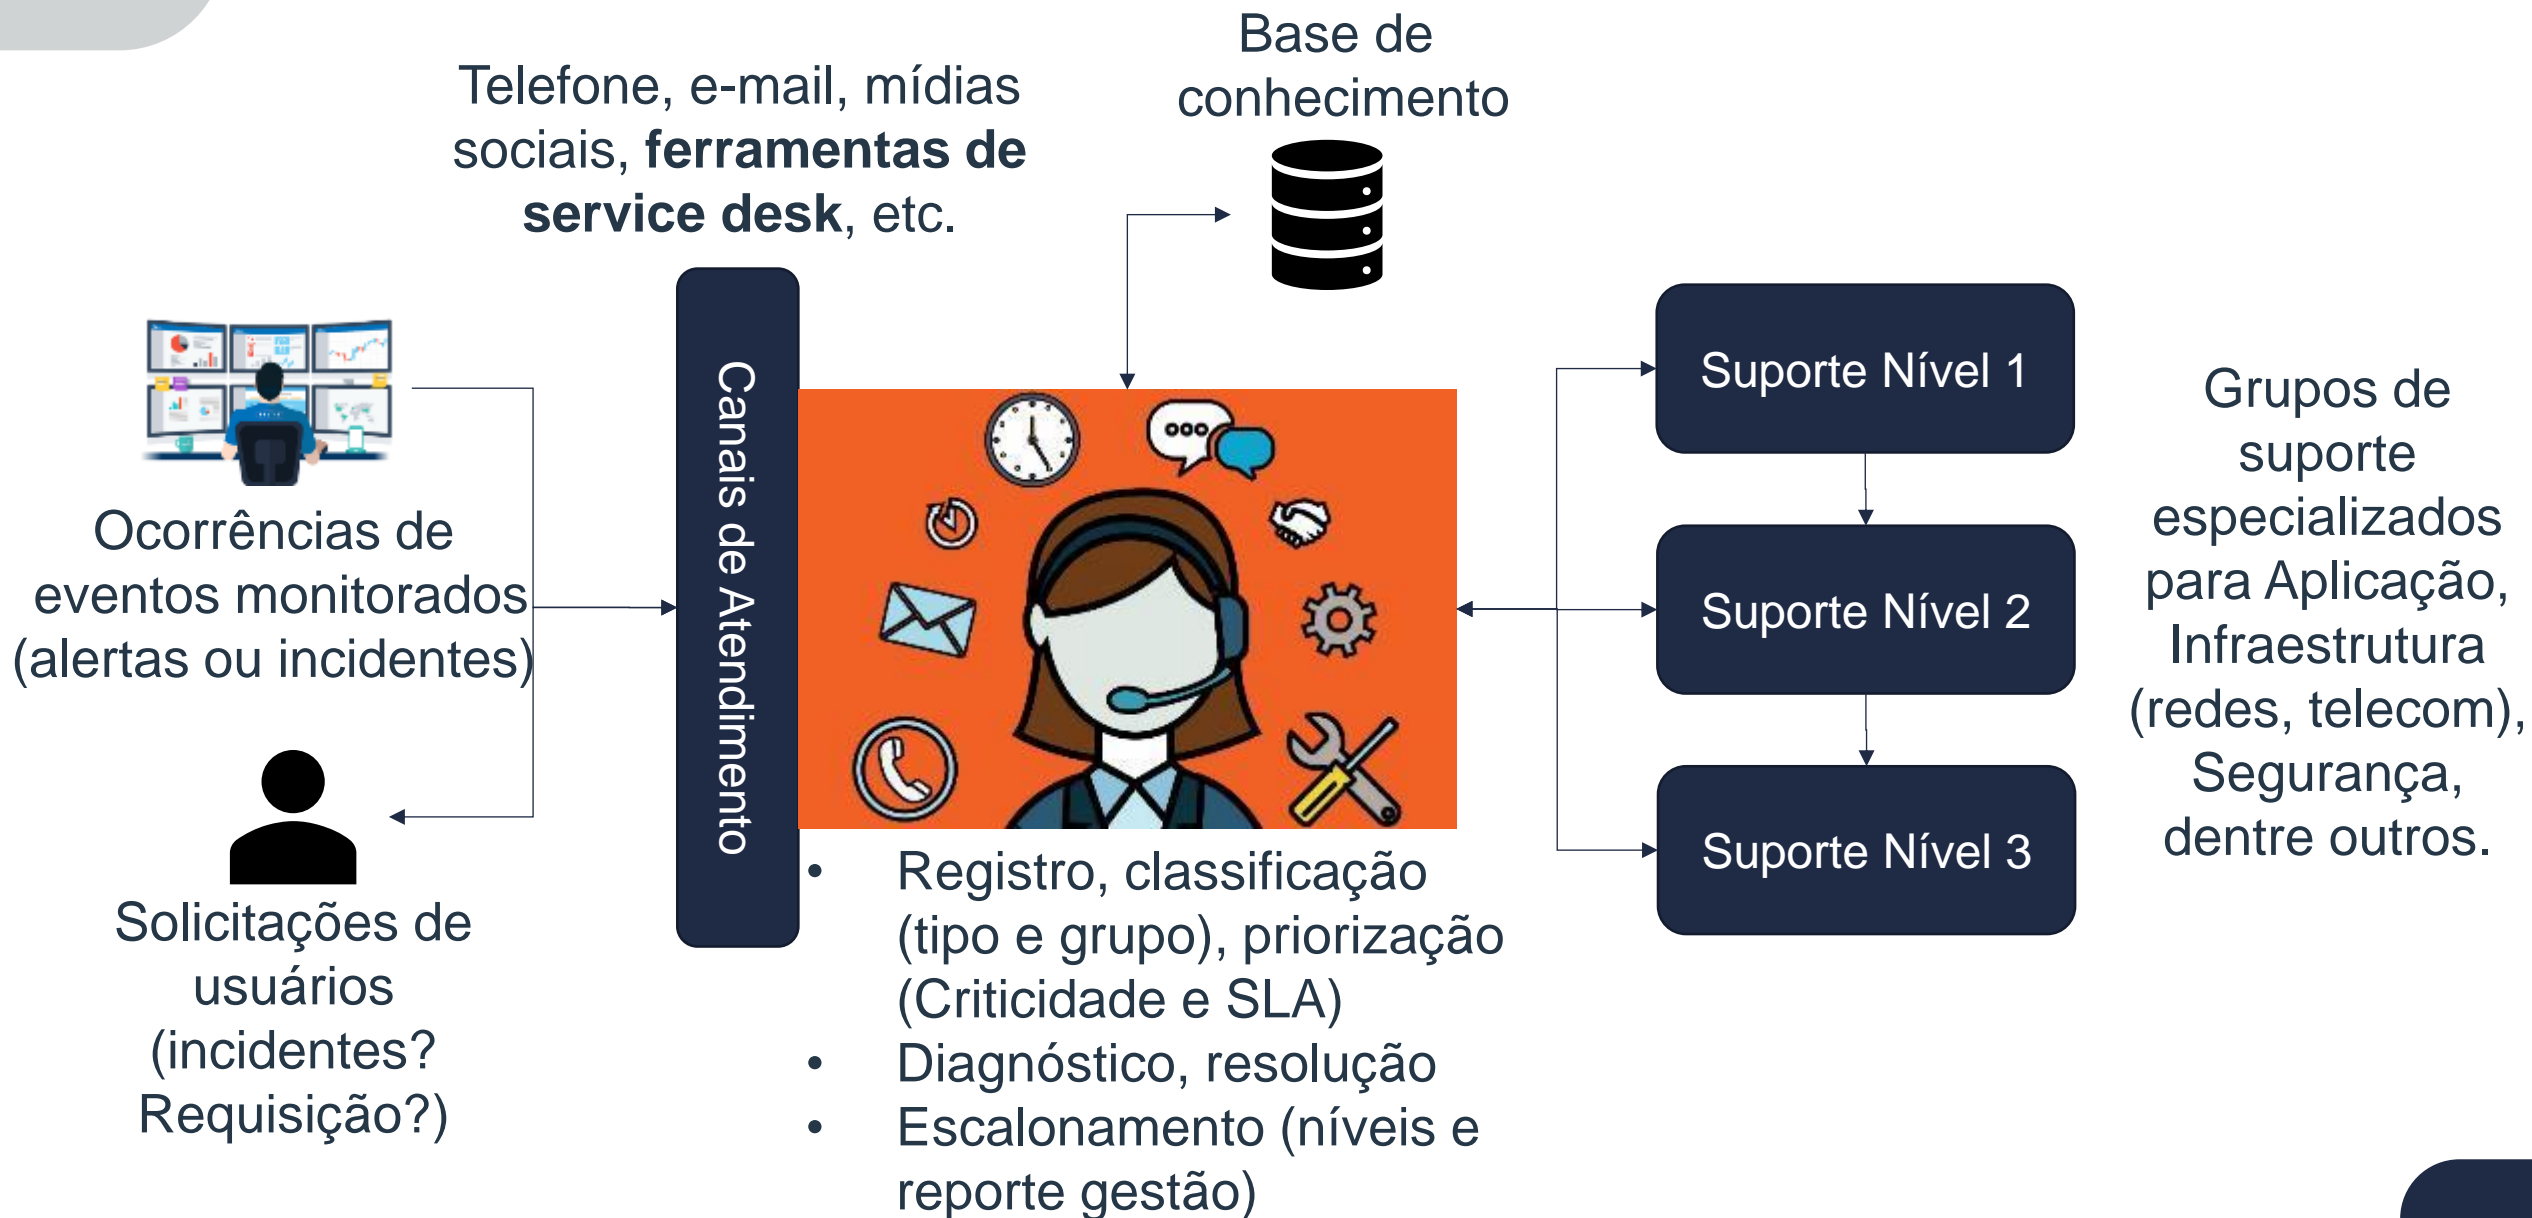 Base de
conhecimento
Telefone, e-mail, mídias
sociais, ferramentas de
service desk, etc.
Ocorrências de
eventos monitorados
(alertas ou incidentes)
Solicitações de
usuários
(incidentes?
Requisição?)
Canais de Atendimento
• Registro, classificação
(tipo e grupo), priorização
(Criticidade e SLA)
• Diagnóstico, resolução
• Escalonamento (níveis e
reporte gestão)
Suporte Nível 1
Suporte Nível 2
Suporte Nível 3
Grupos de
suporte
especializados
para Aplicação,
Infraestrutura
(redes, telecom),
Segurança,
dentre outros.